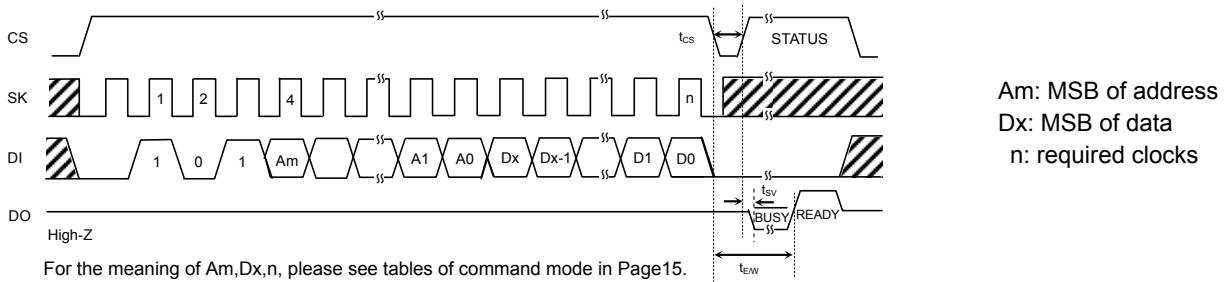 CS
tCS
STATUS
SK
1 2 4 n
DI
1 0 1 Am A1 A0 Dx Dx-1 D1 D0
tSV
DO
BUSY READY
High-Z
tE/W
For the meaning of Am,Dx,n, please see tables of command mode in Page15.
Am: MSB of address
Dx: MSB of data
n: required clocks